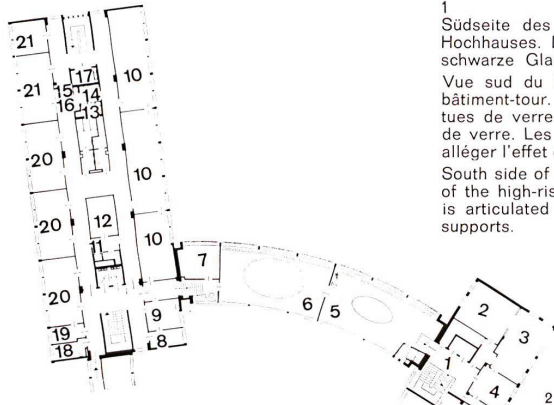 1
Südseite des
Hochhauses.
schwarze Gla
Vue sud du
bâtiment-tour.
tues de verre
de verre. Les
alléger l'effet
South side of
of the high-ris
is articulated
supports.
21
21
20
20
20
19
18
17
15
14
16
13
12
11
10
10
10
9
8
7
6
5
1
2
3
4
2